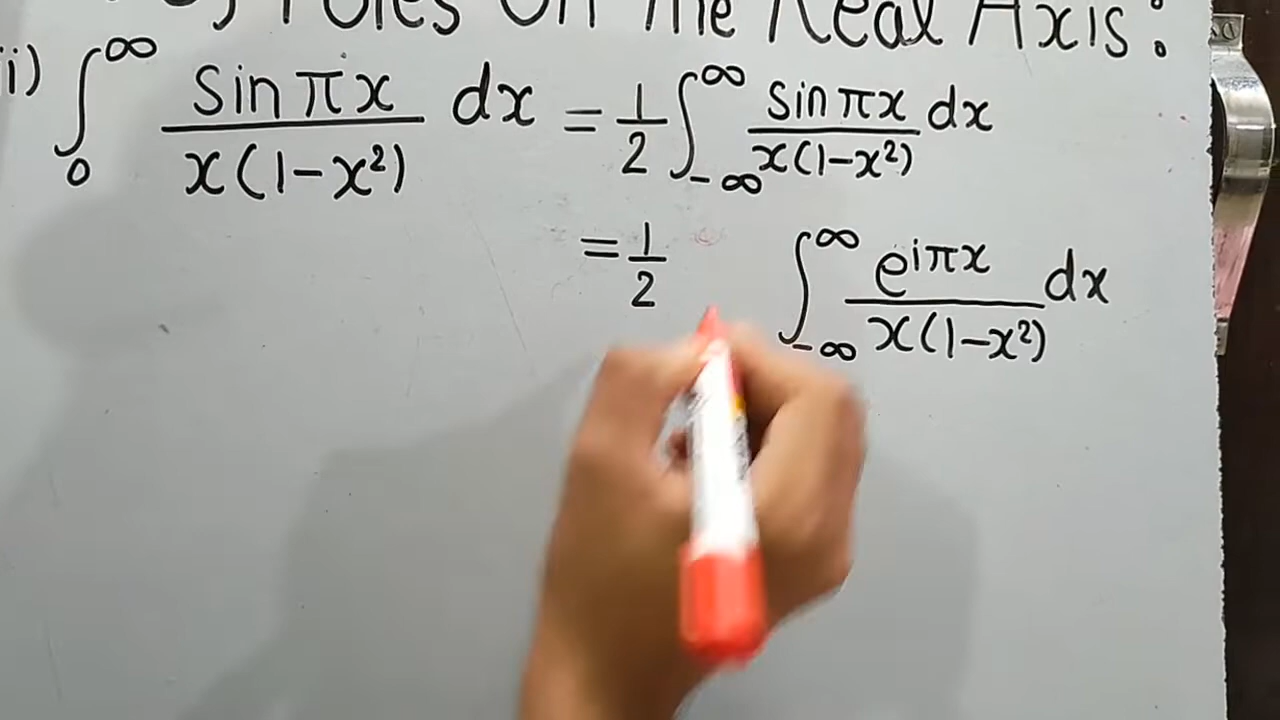 Poles On the Real Axis:
ii) ∫₀^∞ sin πx / x(1-x²) dx = 1/2 ∫_{-∞}^∞ sin πx / x(1-x²) dx
= 1/2 ∫_{-∞}^∞ e^{iπx} / x(1-x²) dx